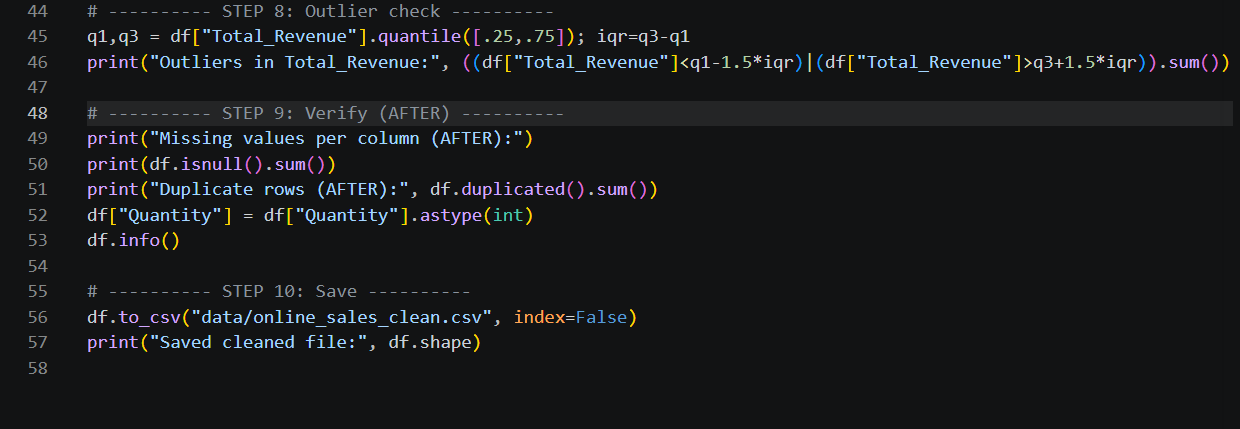 44 # ---------- STEP 8: Outlier check ----------
45 q1,q3 = df["Total_Revenue"].quantile([.25,.75]); iqr=q3-q1
46 print("Outliers in Total_Revenue:", ((df["Total_Revenue"]<q1-1.5*iqr)|(df["Total_Revenue"]>q3+1.5*iqr)).sum())
47
48 # ---------- STEP 9: Verify (AFTER) ----------
49 print("Missing values per column (AFTER):")
50 print(df.isnull().sum())
51 print("Duplicate rows (AFTER):", df.duplicated().sum())
52 df["Quantity"] = df["Quantity"].astype(int)
53 df.info()
54
55 # ---------- STEP 10: Save ----------
56 df.to_csv("data/online_sales_clean.csv", index=False)
57 print("Saved cleaned file:", df.shape)
58